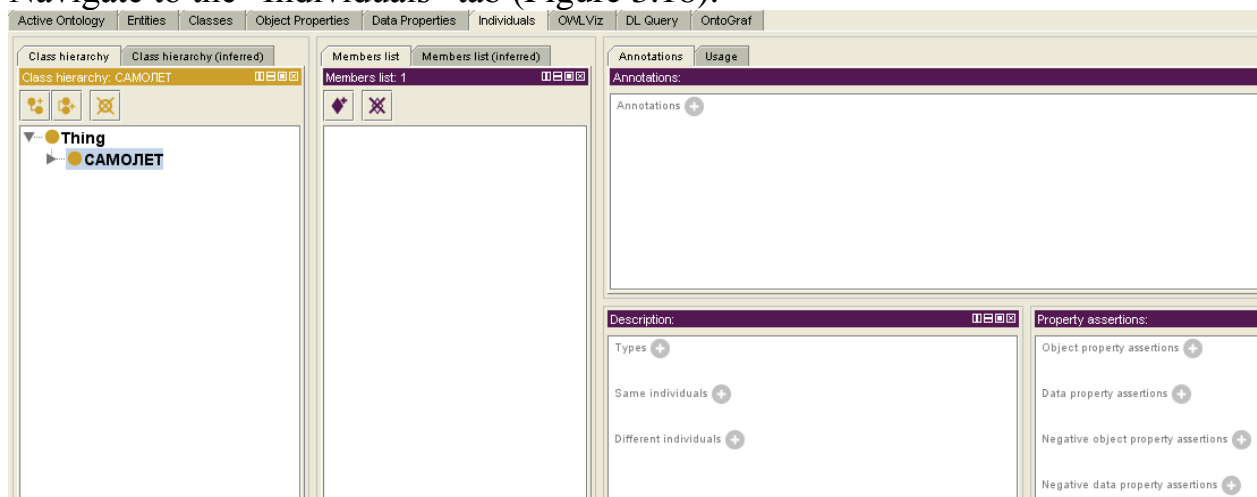 Navigate to the "Individuals" tab (Figure 3.18).
Active Ontology Entities Classes Object Properties Data Properties Individuals OWLViz DL Query OntoGraf
Class hierarchy Class hierarchy (inferred)
Class hierarchy: САМОЛЕТ
Thing
САМОЛЕТ
Members list Members list (inferred)
Members list: 1
Annotations Usage
Annotations:
Annotations
Description:
Types
Same individuals
Different individuals
Property assertions:
Object property assertions
Data property assertions
Negative object property assertions
Negative data property assertions